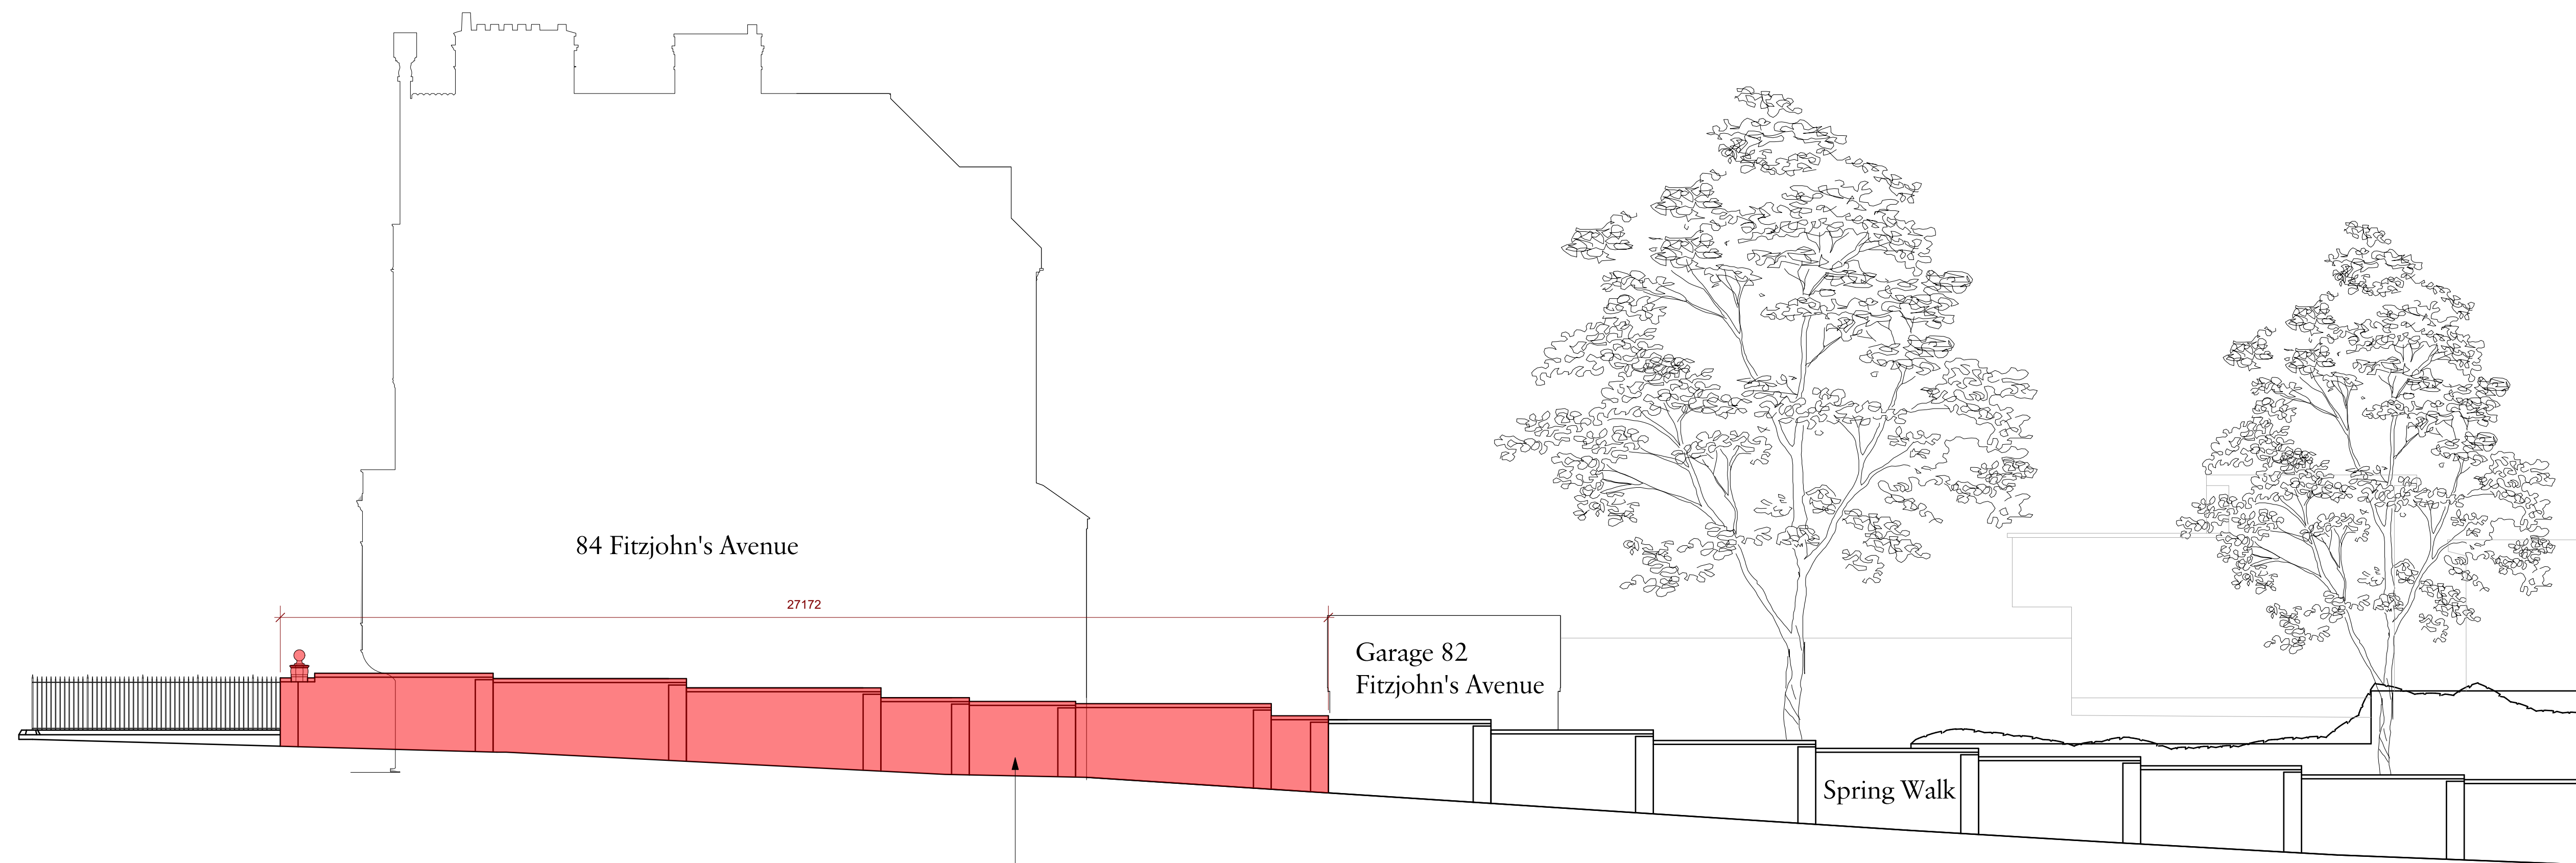 84 Fitzjohn's Avenue
27172
Garage 82
Fitzjohn's Avenue
Spring Walk